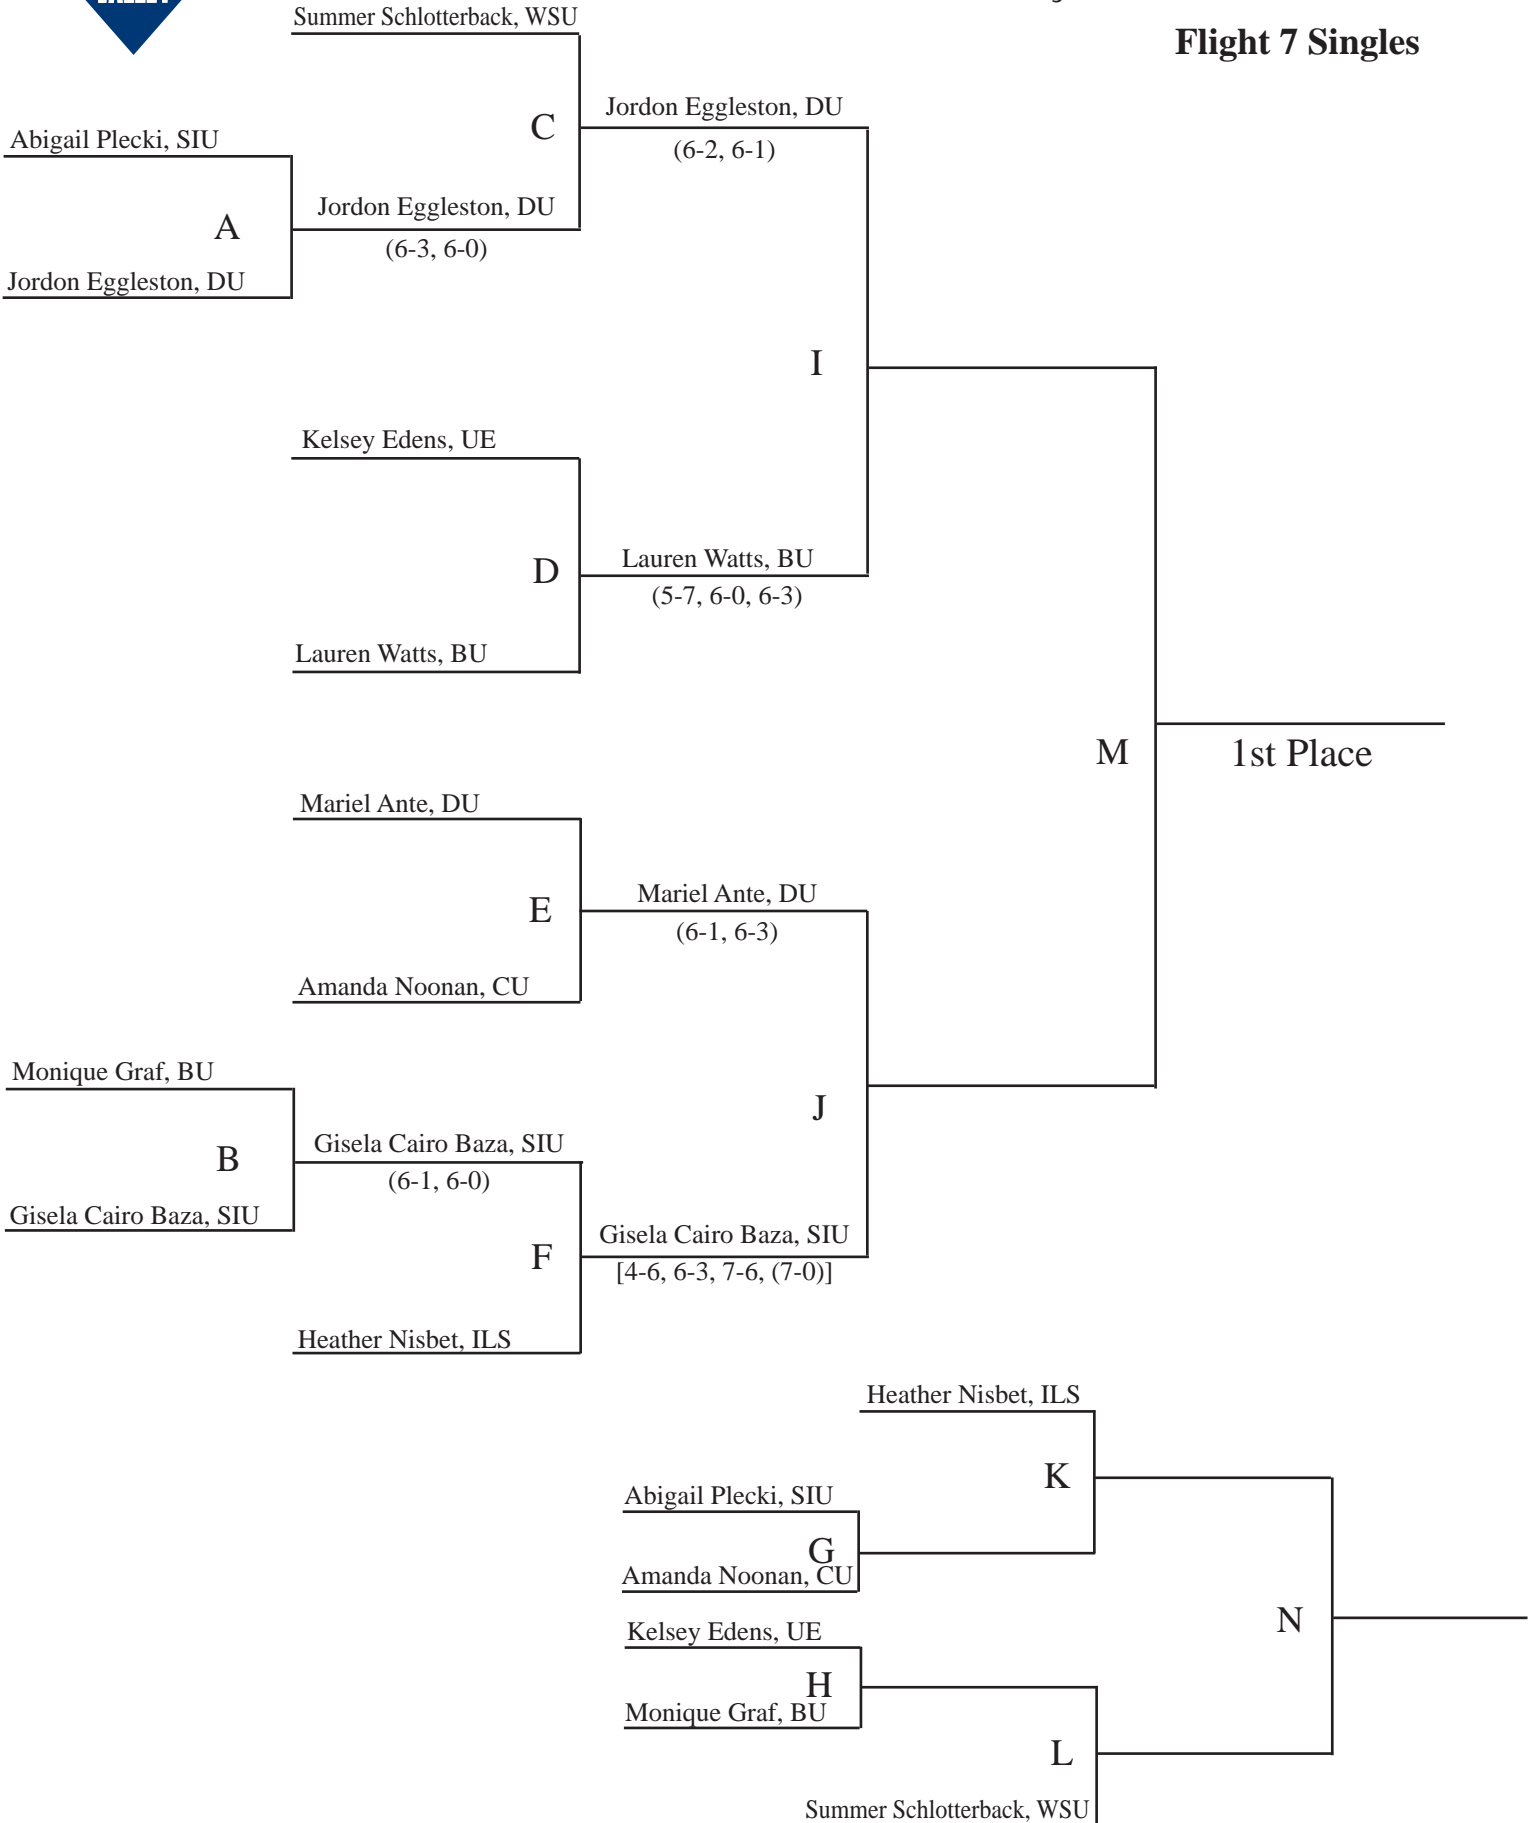 Summer Schlotterback, WSU
Flight 7 Singles
Jordon Eggleston, DU
C
(6-2, 6-1)
Abigail Plecki, SIU
Jordon Eggleston, DU
A
(6-3, 6-0)
Jordon Eggleston, DU
I
Kelsey Edens, UE
Lauren Watts, BU
D
(5-7, 6-0, 6-3)
Lauren Watts, BU
M
1st Place
Mariel Ante, DU
Mariel Ante, DU
E
(6-1, 6-3)
Amanda Noonan, CU
Monique Graf, BU
J
Gisela Cairo Baza, SIU
B
(6-1, 6-0)
Gisela Cairo Baza, SIU
Gisela Cairo Baza, SIU
F
[4-6, 6-3, 7-6, (7-0)]
Heather Nisbet, ILS
Heather Nisbet, ILS
K
Abigail Plecki, SIU
G
Amanda Noonan, CU
N
Kelsey Edens, UE
H
Monique Graf, BU
L
Summer Schlotterback, WSU